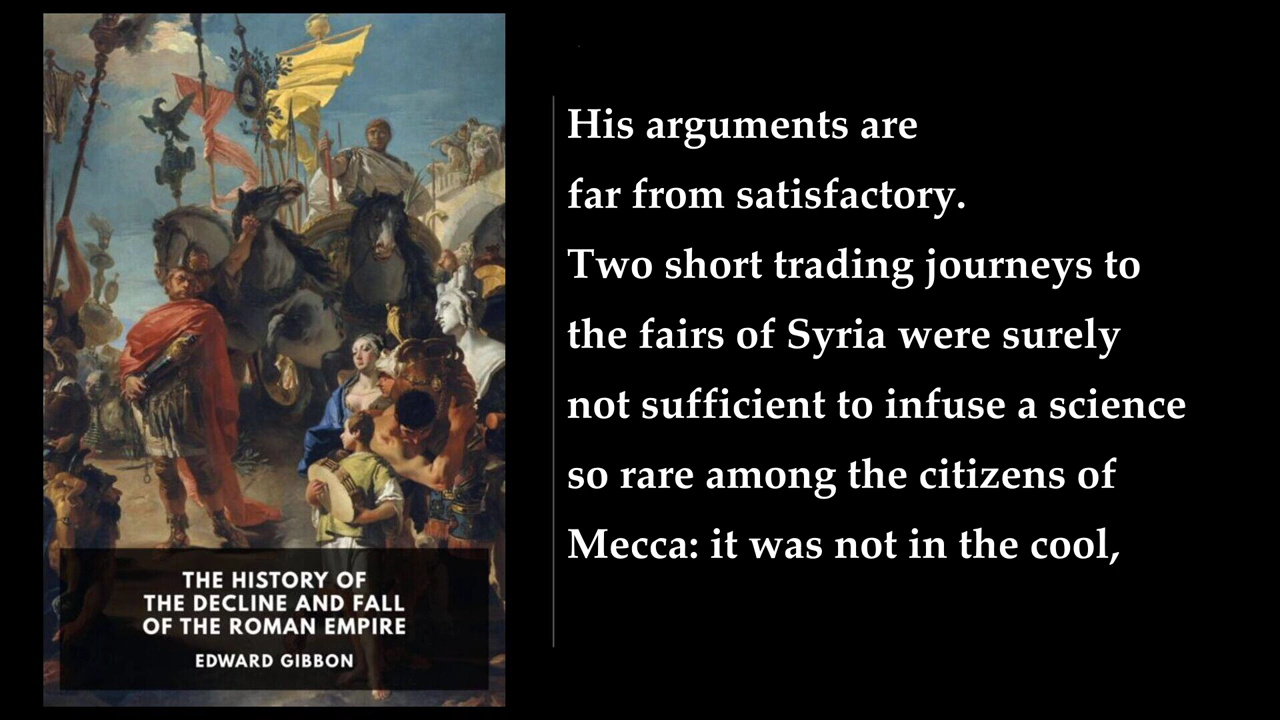 THE HISTORY OF
THE DECLINE AND FALL
OF THE ROMAN EMPIRE
EDWARD GIBBON
His arguments are
far from satisfactory.
Two short trading journeys to
the fairs of Syria were surely
not sufficient to infuse a science
so rare among the citizens of
Mecca: it was not in the cool,